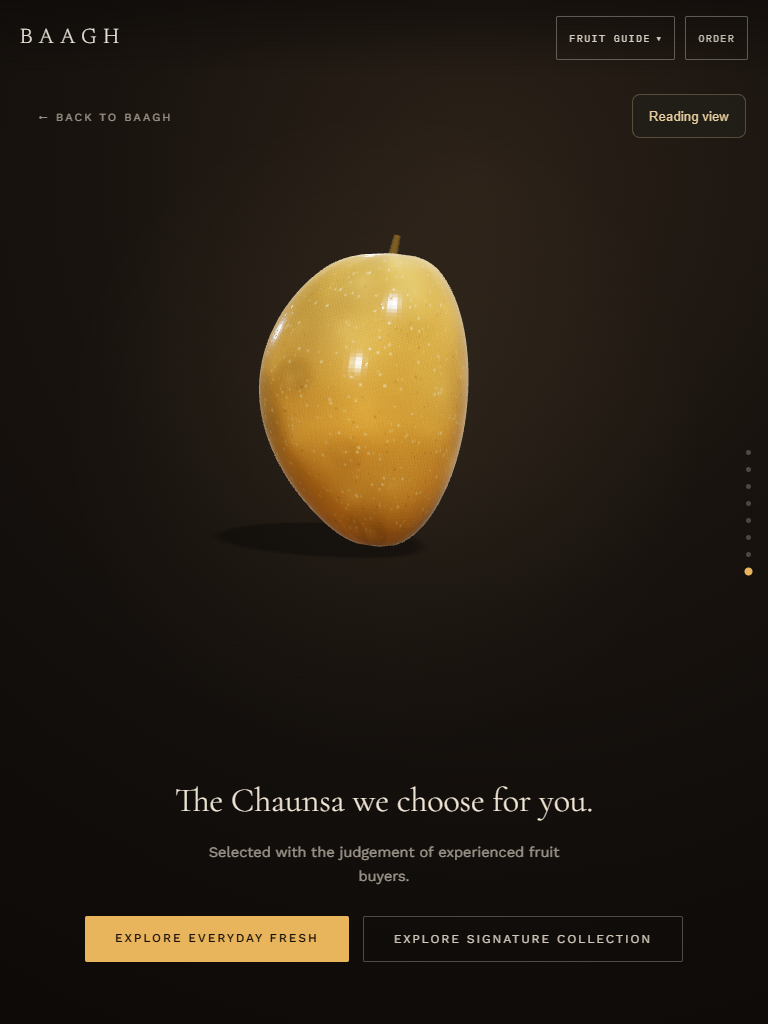 BAAGH
FRUIT GUIDE ▾
ORDER
← BACK TO BAAGH
Reading view
The Chaunsa we choose for you.
Selected with the judgement of experienced fruit
buyers.
EXPLORE EVERYDAY FRESH
EXPLORE SIGNATURE COLLECTION